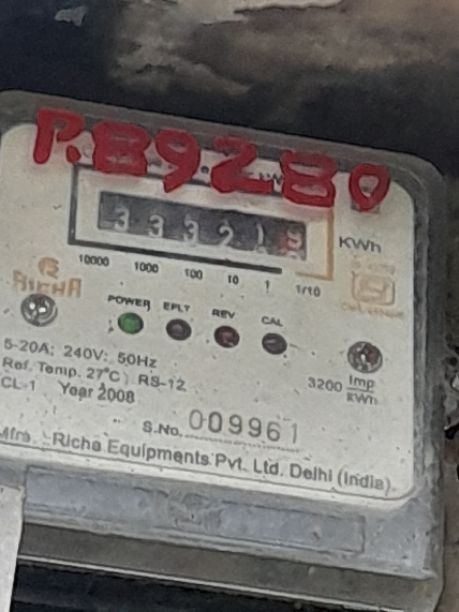 P.89280
333219
KWh
10000 1000 100 10 1 1/10
RICHA
POWER EPLT REV CAL
5-20A; 240V; 50Hz
Ref. Temp. 27°C) RS-12
3200 Imp/KWh
CL-1 Year 2008
S.No. 009961
Mfrs. Richa Equipments Pvt. Ltd. Delhi (India)